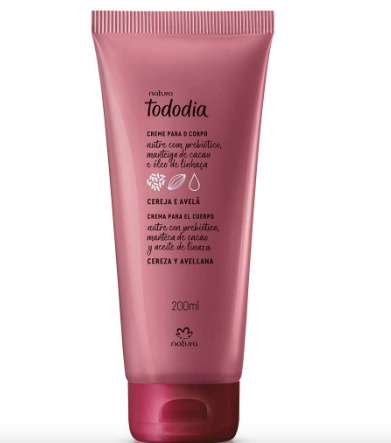 natura
tododia
CREME PARA O CORPO
nutre com prebiótico,
manteiga de cacau
e óleo de linhaça
CEREJA E AVELÃ
CREMA PARA EL CUERPO
nutre con prebiótico,
manteca de cacao
y aceite de linaza
CEREZA Y AVELLANA
200ml
natura